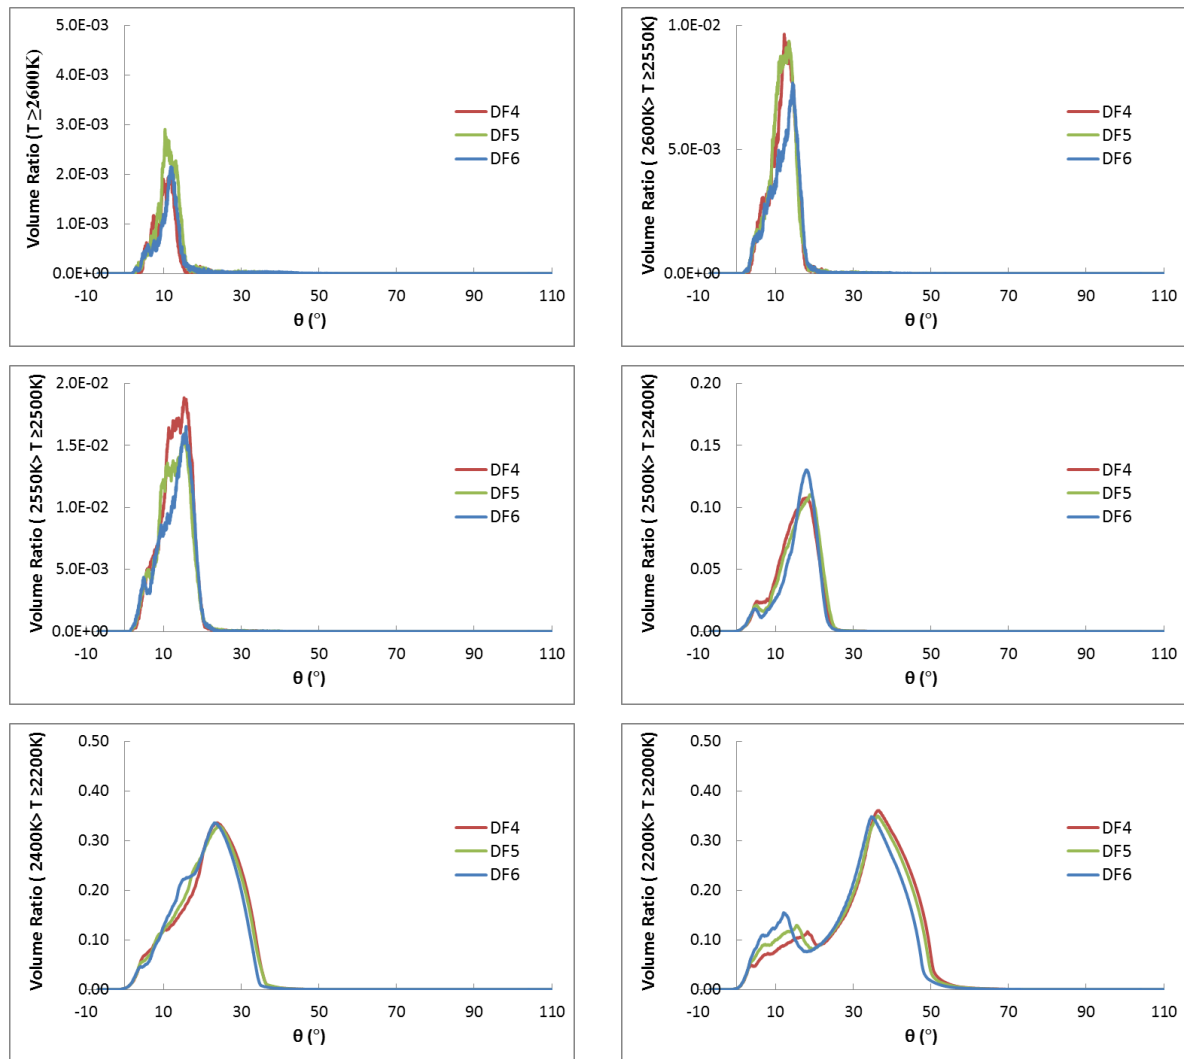 Volume Ratio (T ≥2600K)
5.0E-03
4.0E-03
3.0E-03
2.0E-03
1.0E-03
0.0E+00
-10 10 30 50 70 90 110
θ (°)
DF4
DF5
DF6
Volume Ratio ( 2600K> T ≥2550K)
1.0E-02
5.0E-03
0.0E+00
-10 10 30 50 70 90 110
θ (°)
DF4
DF5
DF6
Volume Ratio ( 2550K> T ≥2500K)
2.0E-02
1.5E-02
1.0E-02
5.0E-03
0.0E+00
-10 10 30 50 70 90 110
θ (°)
DF4
DF5
DF6
Volume Ratio ( 2500K> T ≥2400K)
0.20
0.15
0.10
0.05
0.00
-10 10 30 50 70 90 110
θ (°)
DF4
DF5
DF6
Volume Ratio ( 2400K> T ≥2200K)
0.50
0.40
0.30
0.20
0.10
0.00
-10 10 30 50 70 90 110
θ (°)
DF4
DF5
DF6
Volume Ratio ( 2200K> T ≥2000K)
0.50
0.40
0.30
0.20
0.10
0.00
-10 10 30 50 70 90 110
θ (°)
DF4
DF5
DF6